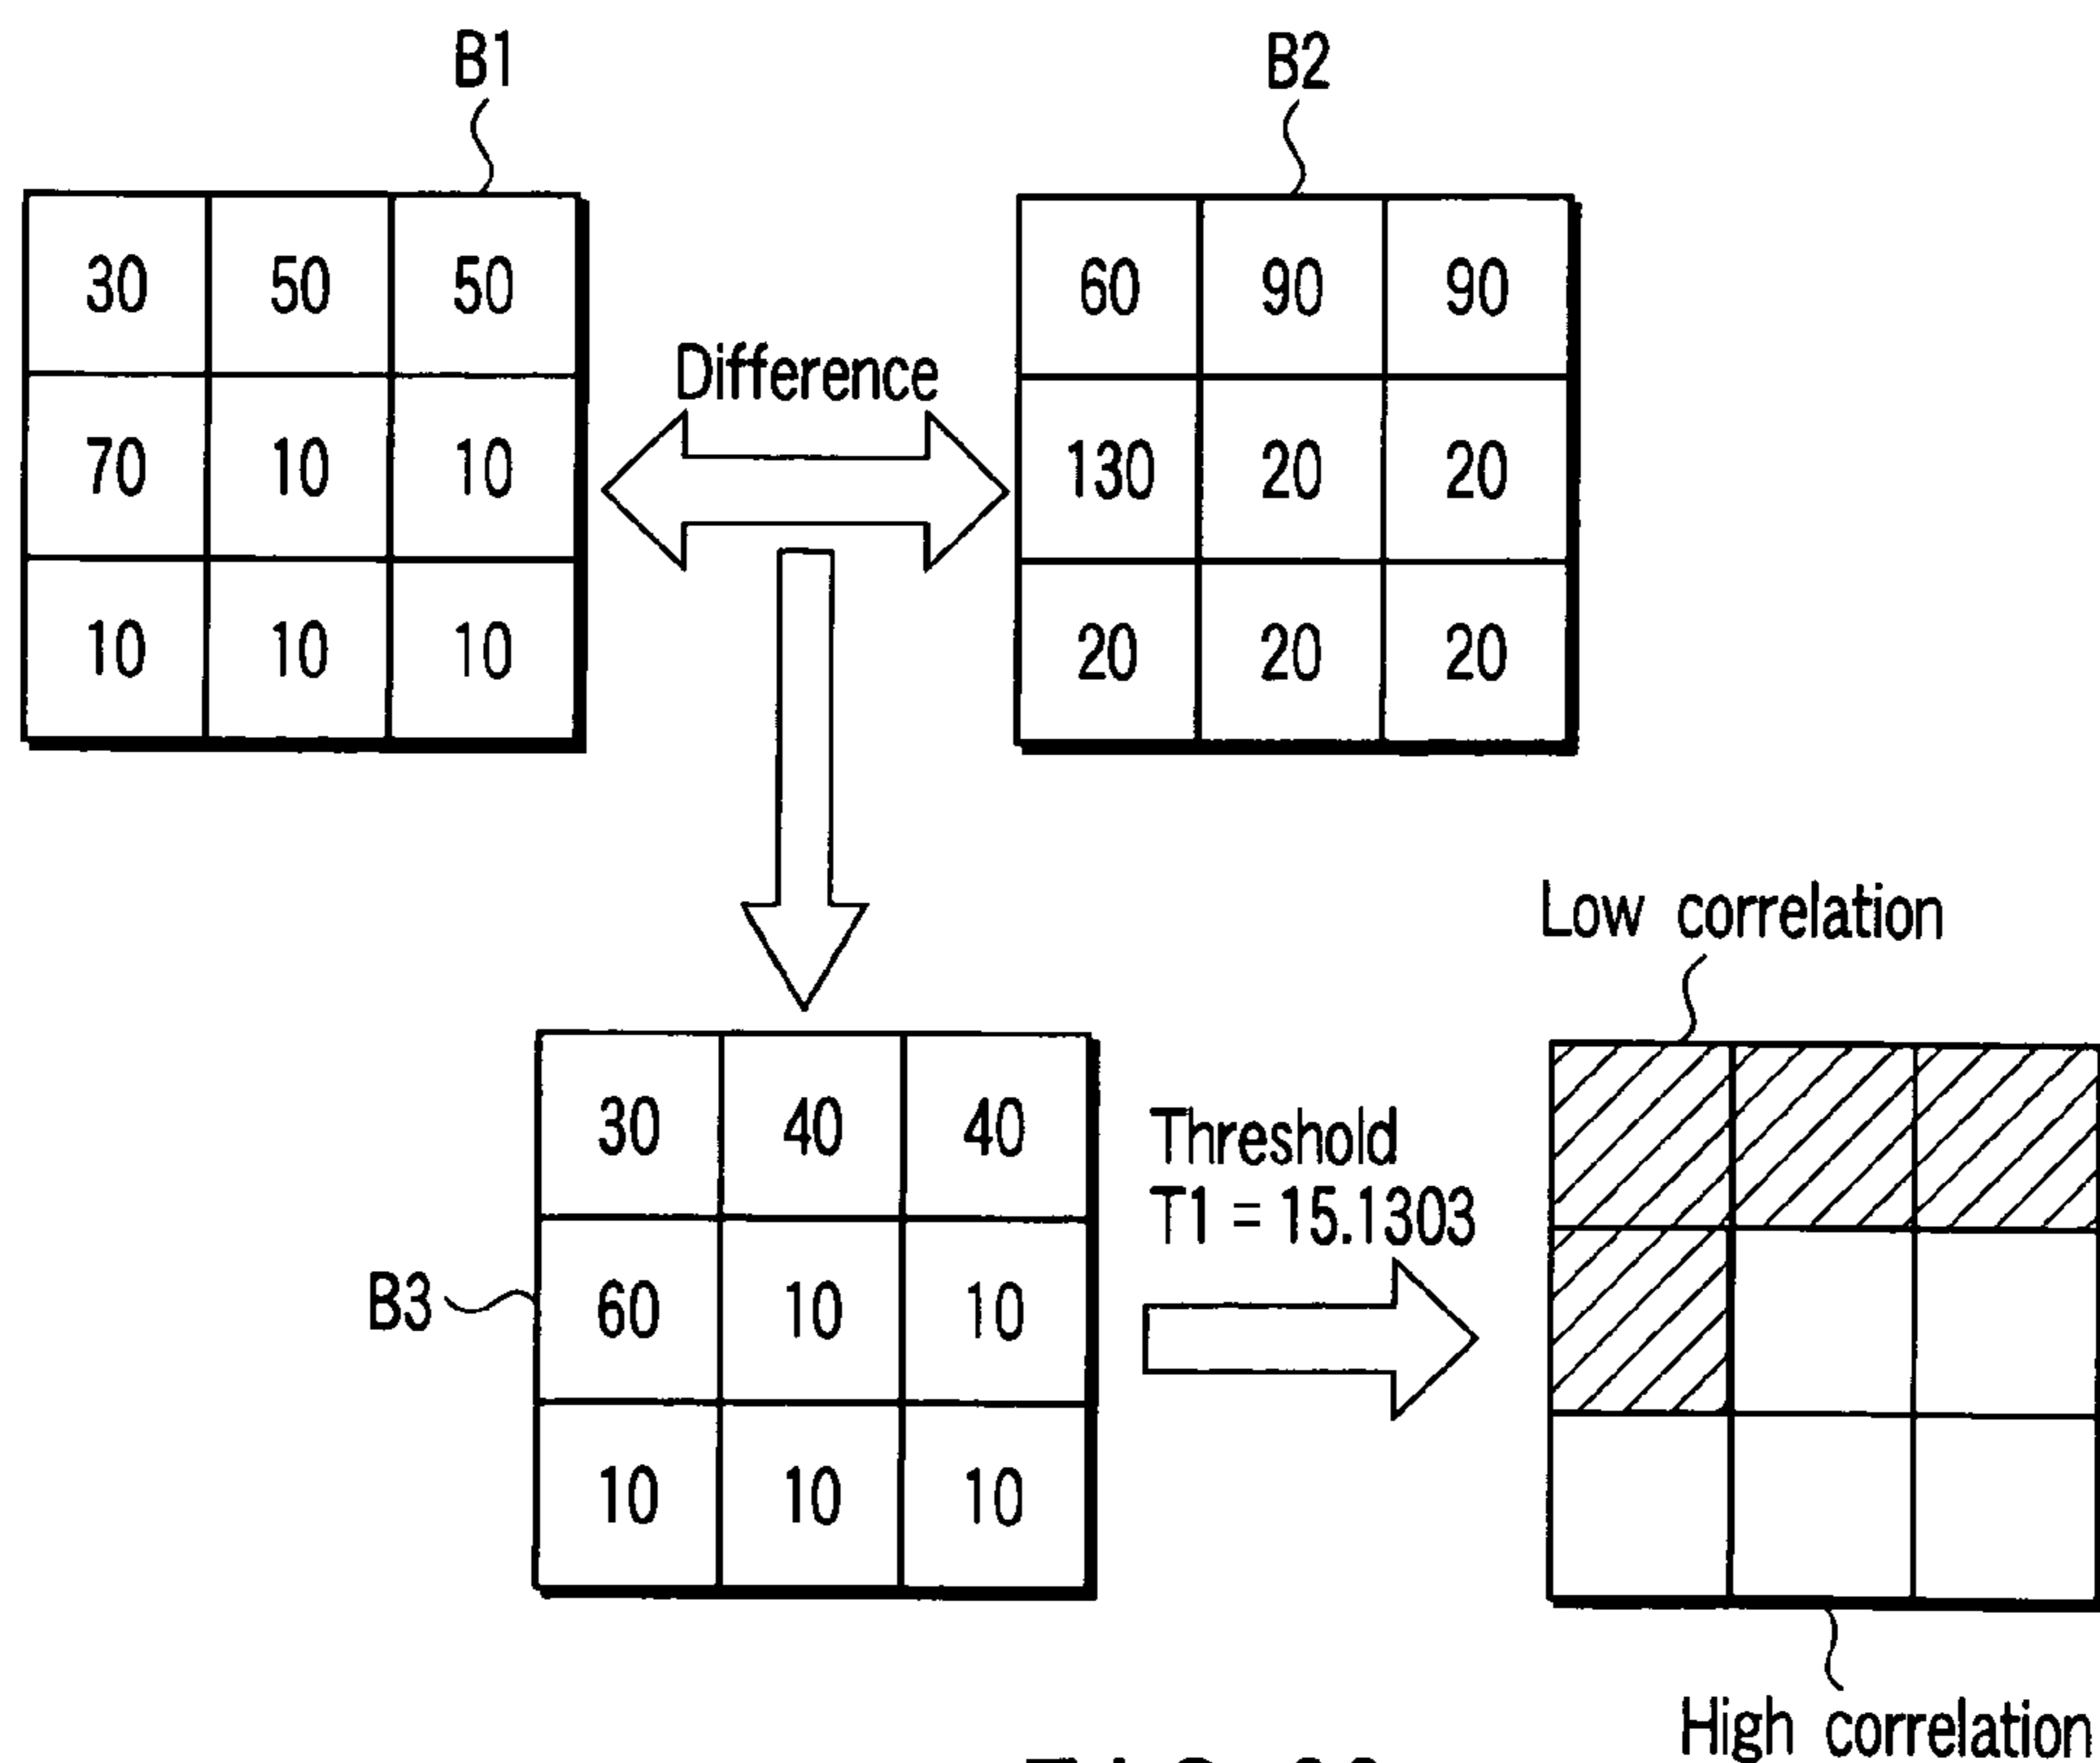 B1
B2
30 50 50
70 10 10
10 10 10
Difference
60 90 90
130 20 20
20 20 20
B3
30 40 40
60 10 10
10 10 10
Threshold
T1 = 15.1303
Low correlation
High correlation